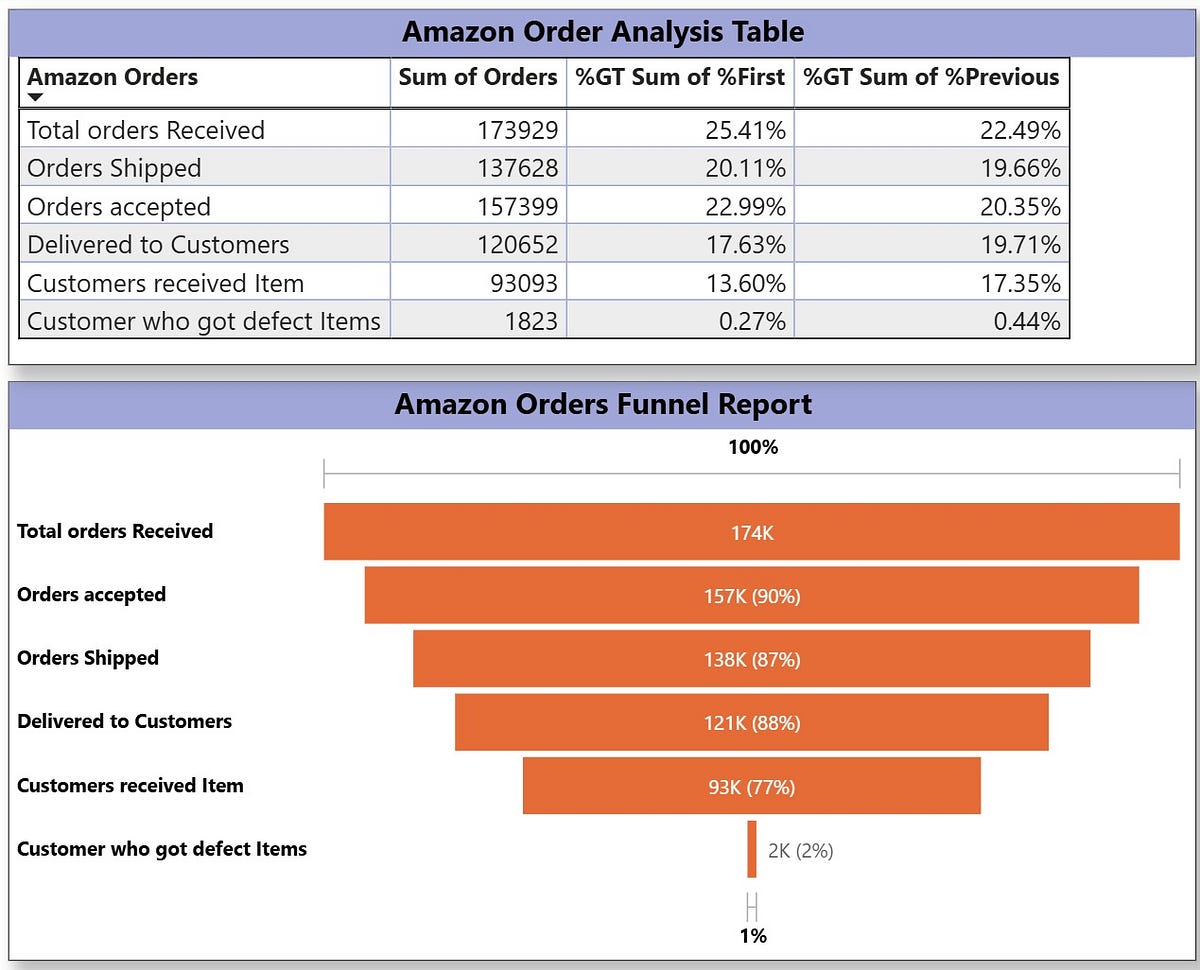 Amazon Order Analysis Table
Amazon Orders Sum of Orders %GT Sum of %First %GT Sum of %Previous
Total orders Received 173929 25.41% 22.49%
Orders Shipped 137628 20.11% 19.66%
Orders accepted 157399 22.99% 20.35%
Delivered to Customers 120652 17.63% 19.71%
Customers received Item 93093 13.60% 17.35%
Customer who got defect Items 1823 0.27% 0.44%
Amazon Orders Funnel Report
100%
Total orders Received 174K
Orders accepted 157K (90%)
Orders Shipped 138K (87%)
Delivered to Customers 121K (88%)
Customers received Item 93K (77%)
Customer who got defect Items 2K (2%)
1%